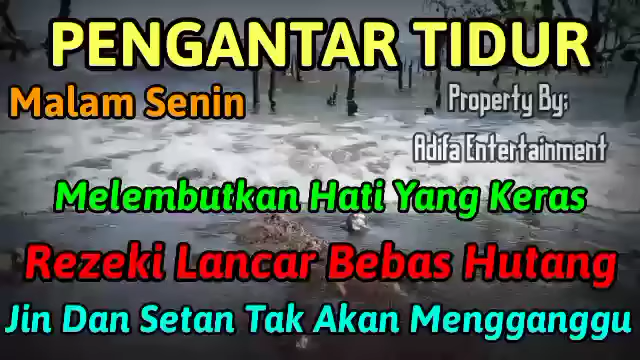 PENGANTAR TIDUR
Malam Senin
Property By;
Adifa Entertainment
Melembutkan Hati Yang Keras
Rezeki Lancar Bebas Hutang
Jin Dan Setan Tak Akan Mengganggu